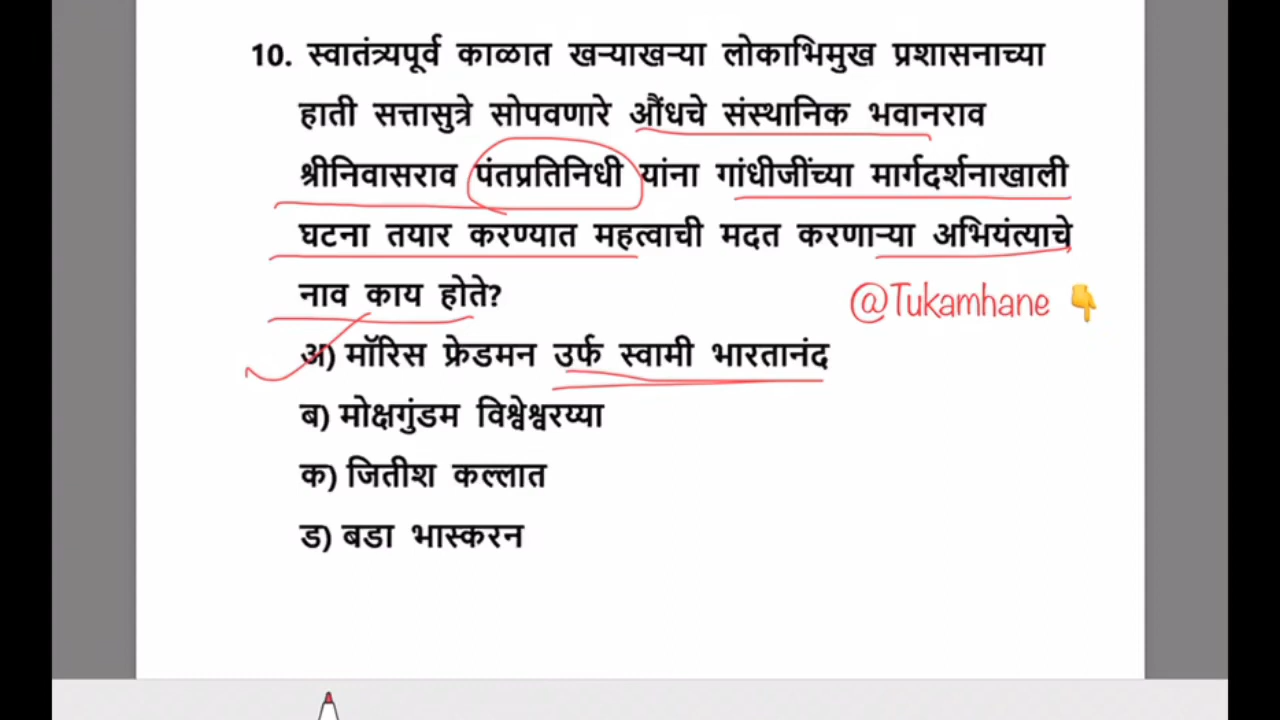 10. स्वातंत्र्यपूर्व काळात खऱ्याखऱ्या लोकाभिमुख प्रशासनाच्या
हाती सत्तासुत्रे सोपवणारे औंधचे संस्थानिक भवानराव
श्रीनिवासराव पंतप्रतिनिधी यांना गांधीजींच्या मार्गदर्शनाखाली
घटना तयार करण्यात महत्वाची मदत करणाऱ्या अभियंत्याचे
नाव काय होते?
@Tukamhane 👇
अ) मॉरिस फ्रेडमन उर्फ स्वामी भारतानंद
ब) मोक्षगुंडम विश्वेश्वरय्या
क) जितीश कल्लात
ड) बडा भास्करन